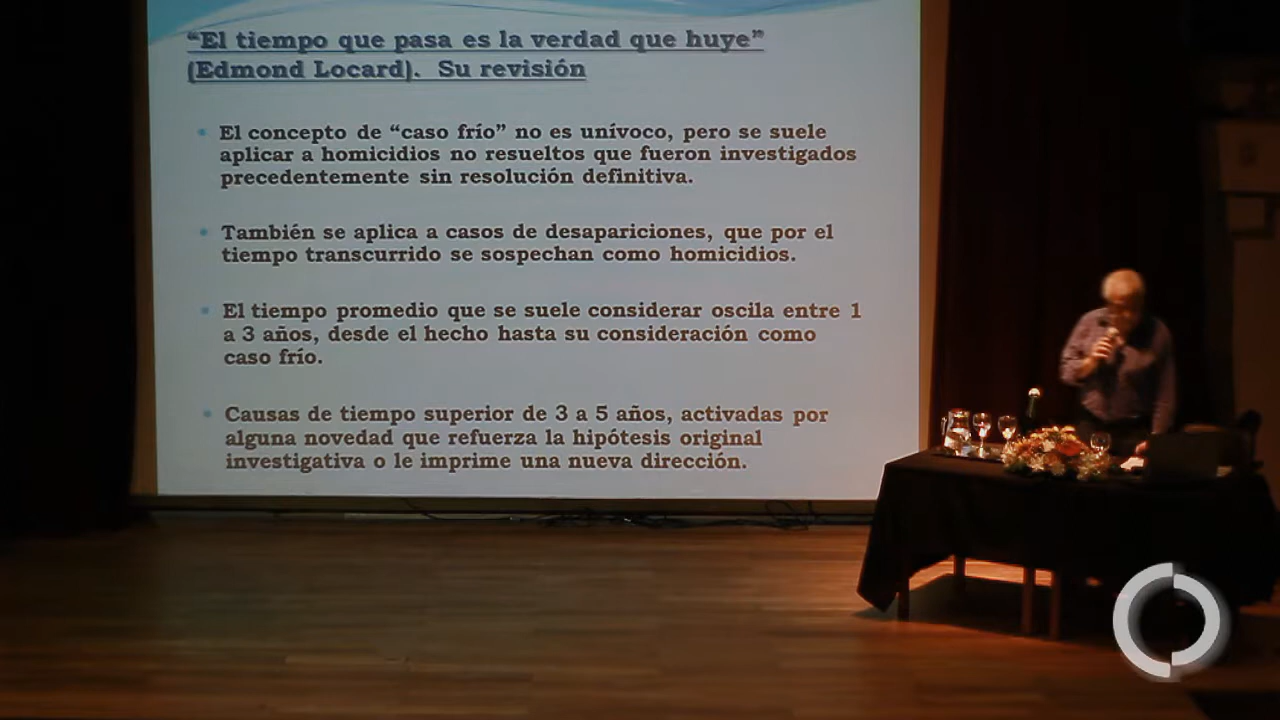 “El tiempo que pasa es la verdad que huye”
(Edmond Locard). Su revisión
El concepto de “caso frío” no es unívoco, pero se suele
aplicar a homicidios no resueltos que fueron investigados
precedentemente sin resolución definitiva.
También se aplica a casos de desapariciones, que por el
tiempo transcurrido se sospechan como homicidios.
El tiempo promedio que se suele considerar oscila entre 1
a 3 años, desde el hecho hasta su consideración como
caso frío.
Causas de tiempo superior de 3 a 5 años, activadas por
alguna novedad que refuerza la hipótesis original
investigativa o le imprime una nueva dirección.